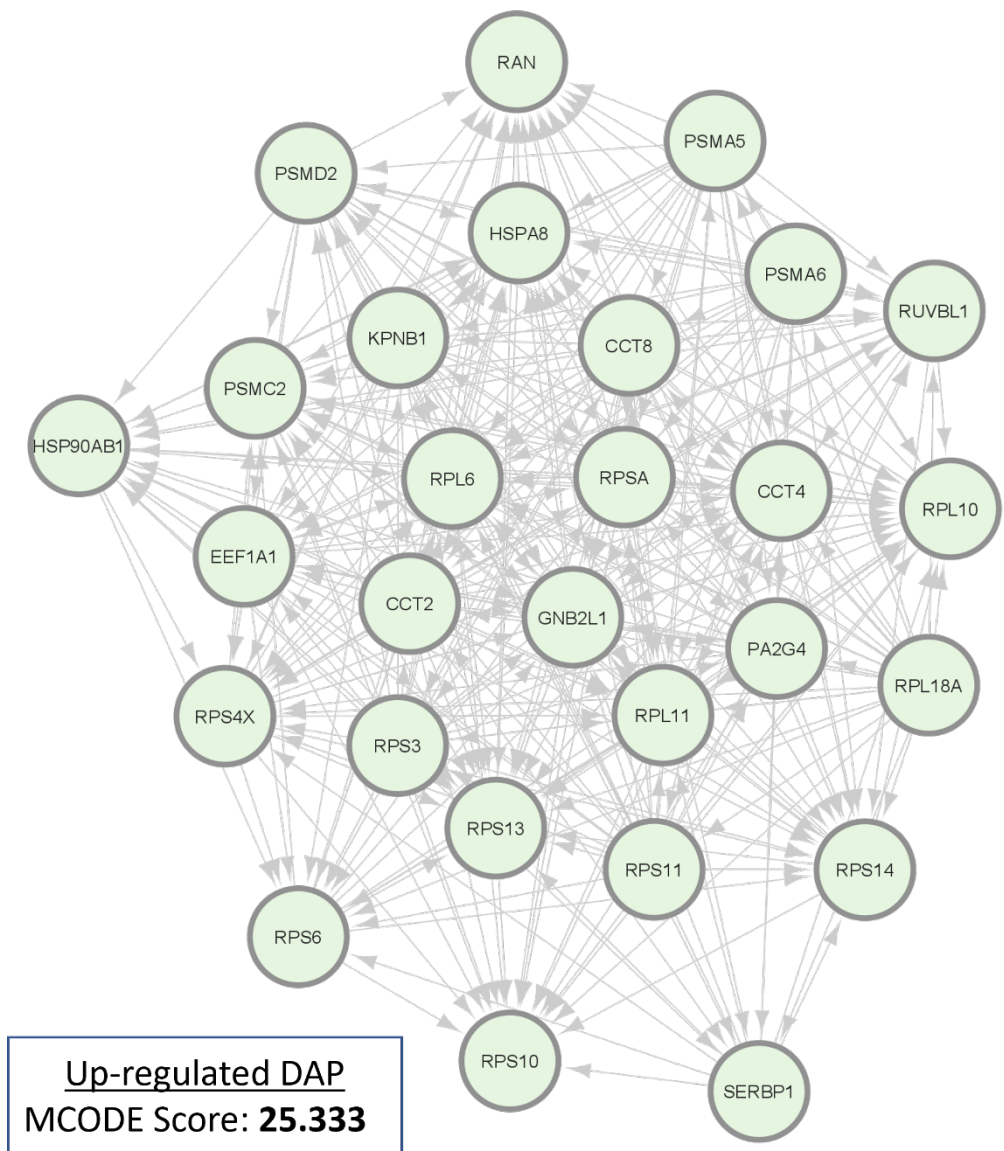 RAN
PSMA5
PSMD2
HSPA8
PSMA6
RUVBL1
KPNB1
CCT8
PSMC2
HSP90AB1
RPL6
RPSA
CCT4
RPL10
EEF1A1
CCT2
GNB2L1
PA2G4
RPL18A
RPS4X
RPL11
RPS3
RPS13
RPS11
RPS14
RPS6
RPS10
SERBP1
Up-regulated DAP
MCODE Score: 25.333